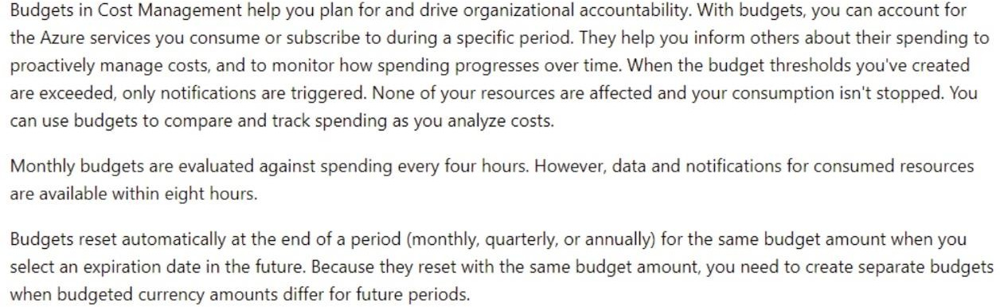 Budgets in Cost Management help you plan for and drive organizational accountability. With budgets, you can account for
the Azure services you consume or subscribe to during a specific period. They help you inform others about their spending to
proactively manage costs, and to monitor how spending progresses over time. When the budget thresholds you've created
are exceeded, only notifications are triggered. None of your resources are affected and your consumption isn't stopped. You
can use budgets to compare and track spending as you analyze costs.
Monthly budgets are evaluated against spending every four hours. However, data and notifications for consumed resources
are available within eight hours.
Budgets reset automatically at the end of a period (monthly, quarterly, or annually) for the same budget amount when you
select an expiration date in the future. Because they reset with the same budget amount, you need to create separate budgets
when budgeted currency amounts differ for future periods.